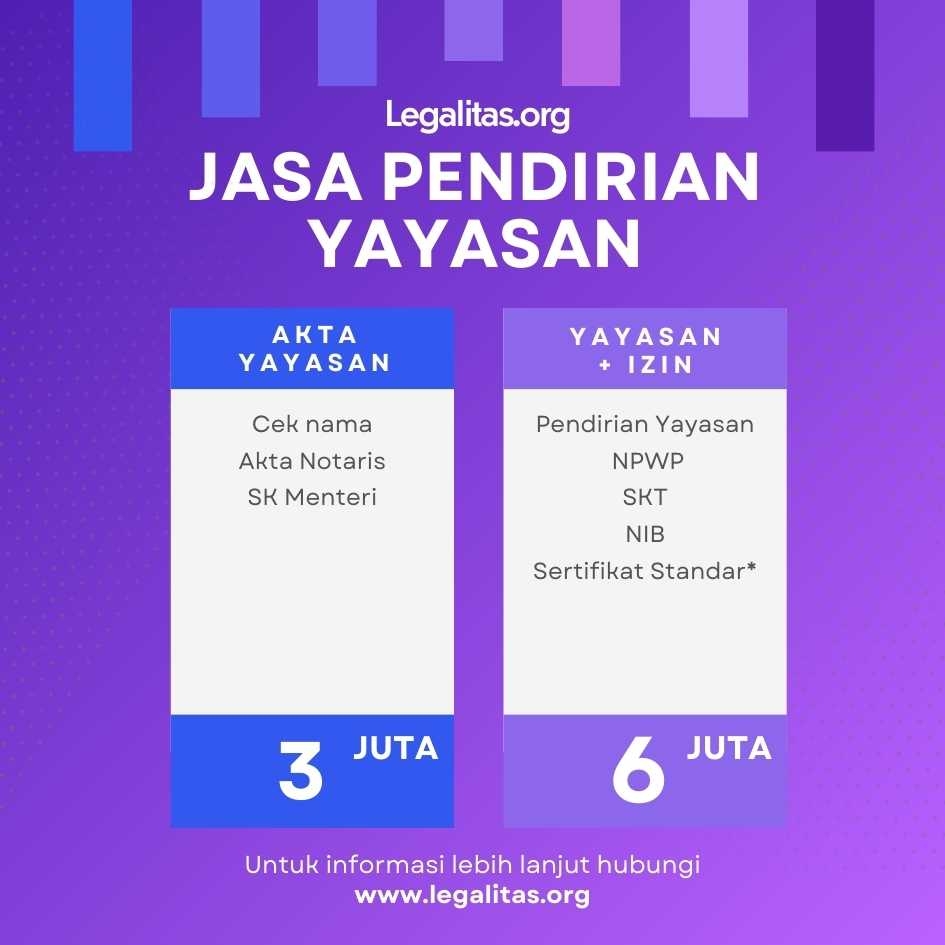 Legalitas.org
JASA PENDIRIAN
YAYASAN
AKTA
YAYASAN
Cek nama
Akta Notaris
SK Menteri
3 JUTA
YAYASAN
+ IZIN
Pendirian Yayasan
NPWP
SKT
NIB
Sertifikat Standar*
6 JUTA
Untuk informasi lebih lanjut hubungi
www.legalitas.org